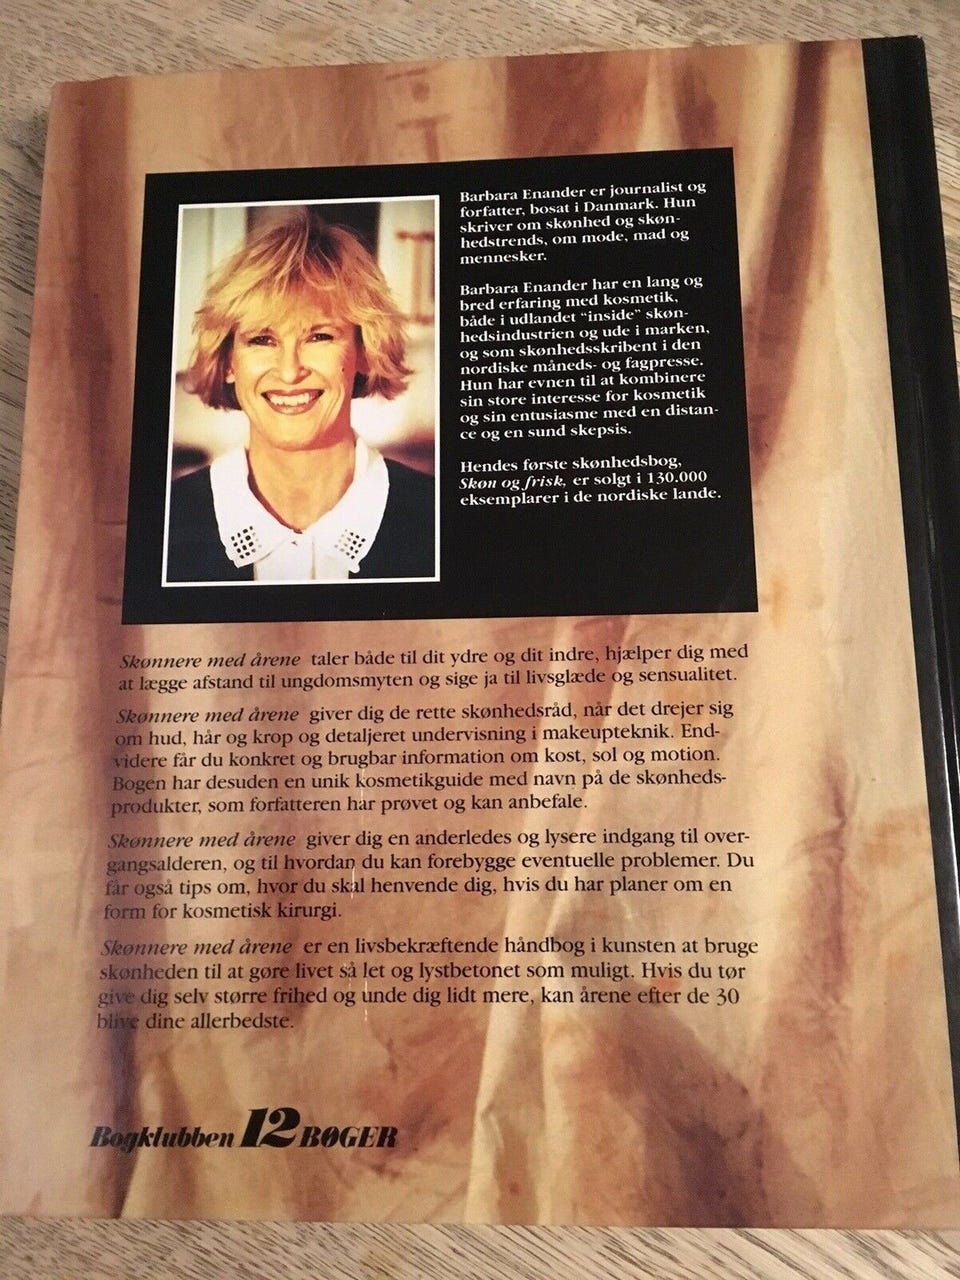 Barbara Enander er journalist og
forfatter, bosat i Danmark. Hun
skriver om skønhed og skøn-
hedstrends, om mode, mad og
mennesker.
Barbara Enander har en lang og
bred erfaring med kosmetik,
både i udlandet “inside” skøn-
hedsindustrien og ude i marken,
og som skønhedsskribent i den
nordiske måneds- og fagpresse.
Hun har evnen til at kombinere
sin store interesse for kosmetik
og sin entusiasme med en distan-
ce og en sund skepsis.
Hendes første skønhedsbog,
Skøn og frisk, er solgt i 130.000
eksemplarer i de nordiske lande.
Skønnere med årene taler både til dit ydre og dit indre, hjælper dig med
at lægge afstand til ungdomsmyten og sige ja til livsglæde og sensualitet.
Skønnere med årene giver dig de rette skønhedsråd, når det drejer sig
om hud, hår og krop og detaljeret undervisning i makeupteknik. End-
videre får du konkret og brugbar information om kost, sol og motion.
Bogen har desuden en unik kosmetikguide med navn på de skønheds-
produkter, som forfatteren har prøvet og kan anbefale.
Skønnere med årene giver dig en anderledes og lysere indgang til over-
gangsalderen, og til hvordan du kan forebygge eventuelle problemer. Du
får også tips om, hvor du skal henvende dig, hvis du har planer om en
form for kosmetisk kirurgi.
Skønnere med årene er en livsbekræftende håndbog i kunsten at bruge
skønheden til at gøre livet så let og lystbetonet som muligt. Hvis du tør
give dig selv større frihed og unde dig lidt mere, kan årene efter de 30
blive dine allerbedste.
Bogklubben 12 BØGER